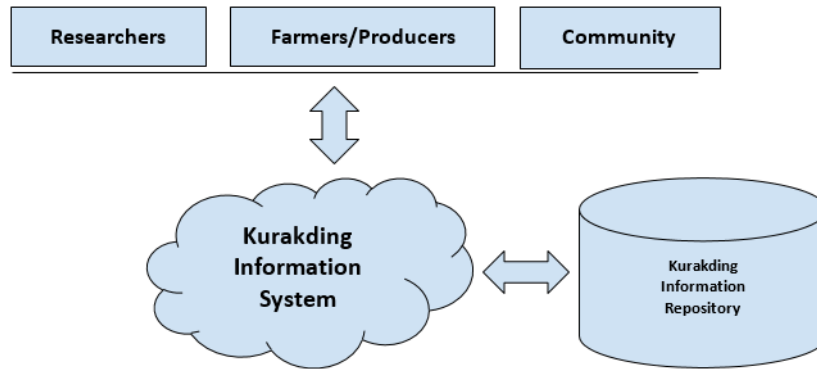 Researchers
Farmers/Producers
Community
Kurakding
Information
System
Kurakding
Information
Repository